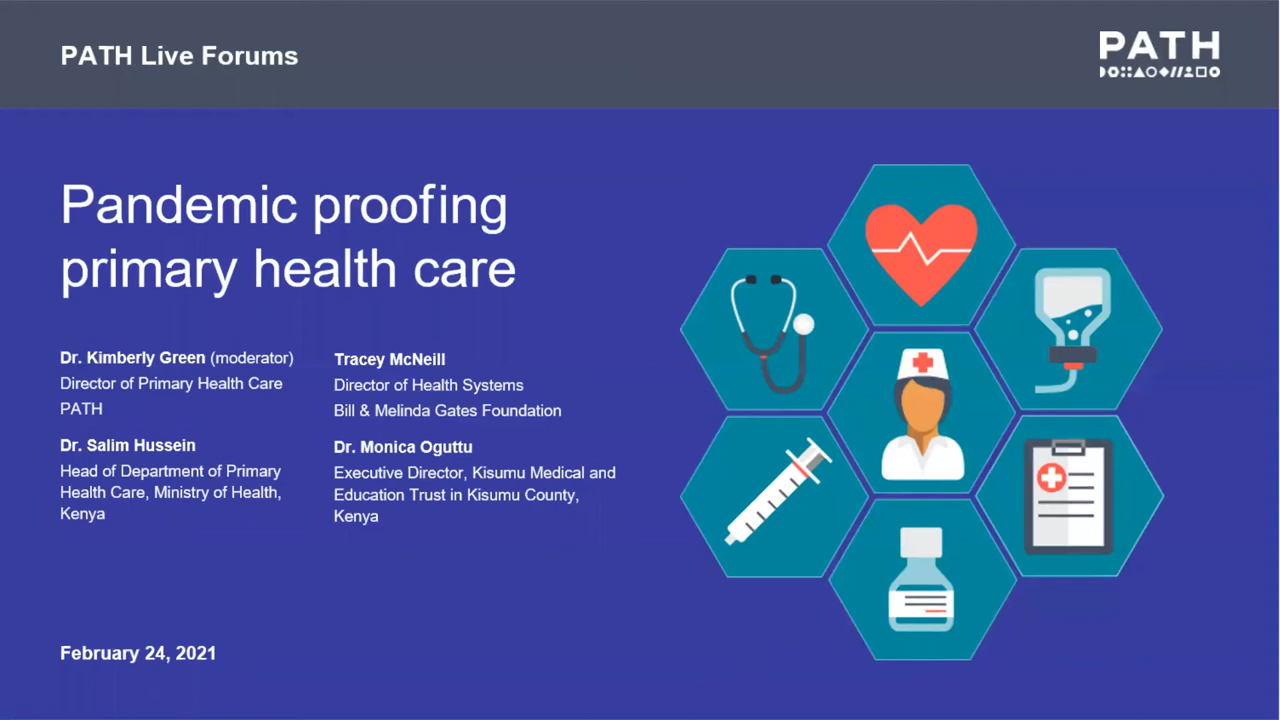 PATH Live Forums
PATH
Pandemic proofing
primary health care
Dr. Kimberly Green (moderator)
Director of Primary Health Care
PATH
Dr. Salim Hussein
Head of Department of Primary
Health Care, Ministry of Health,
Kenya
Tracey McNeill
Director of Health Systems
Bill & Melinda Gates Foundation
Dr. Monica Oguttu
Executive Director, Kisumu Medical and
Education Trust in Kisumu County,
Kenya
February 24, 2021